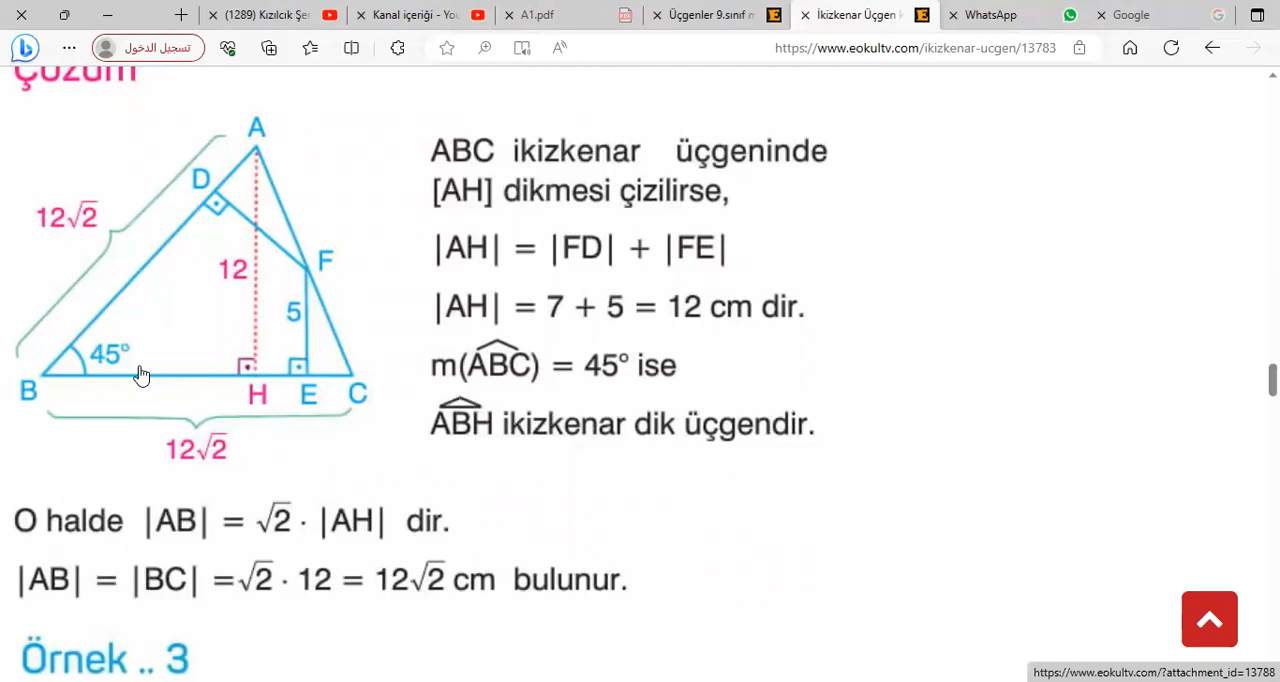 (1289) Kızılcık Şer
Kanal içeriği - You
A1.pdf
Üçgenler 9.sınıf m
İkizkenar Üçgen k
WhatsApp
Google
تسجيل الدخول
https://www.eokultv.com/ikizkenar-ucgen/13783
Çözüm
A
D
12√2
F
12
5
45°
B
H
E
C
12√2
ABC ikizkenar üçgeninde
[AH] dikmesi çizilirse,
|AH| = |FD| + |FE|
|AH| = 7 + 5 = 12 cm dir.
m(ABC) = 45° ise
ABH ikizkenar dik üçgendir.
O halde |AB| = √2 · |AH| dir.
|AB| = |BC| = √2 · 12 = 12√2 cm bulunur.
Örnek .. 3
https://www.eokultv.com/?attachment_id=13788